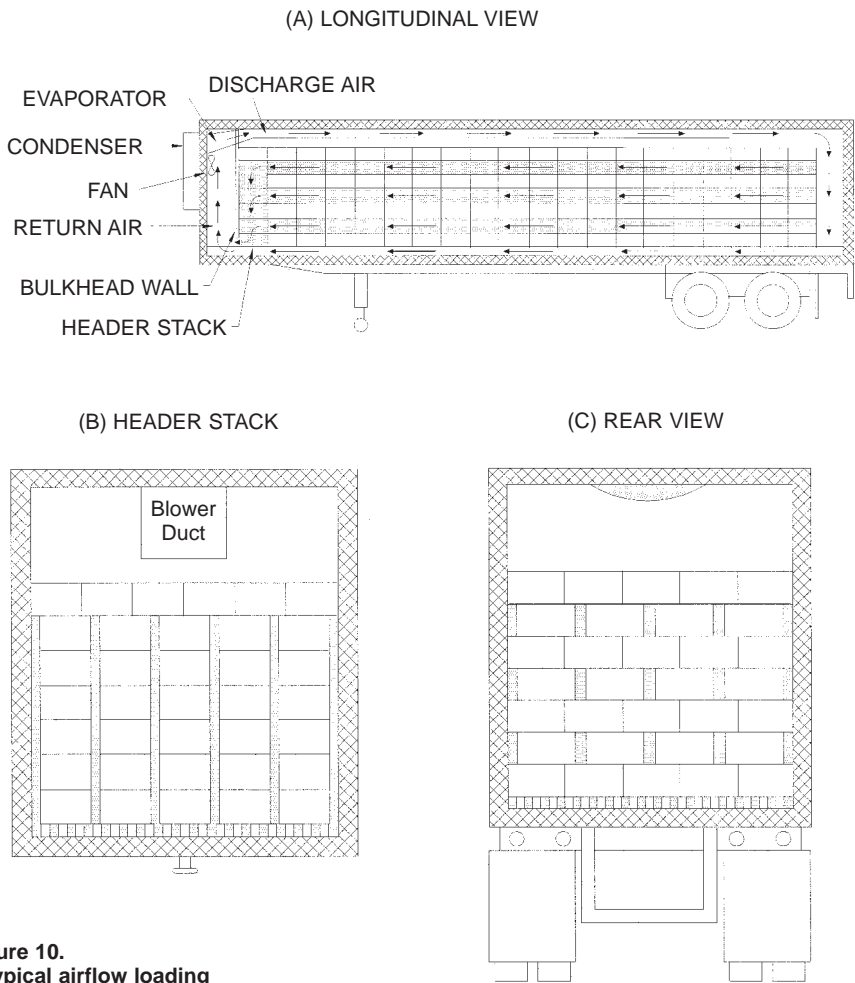 (A) LONGITUDINAL VIEW
DISCHARGE AIR
EVAPORATOR
CONDENSER
FAN
RETURN AIR
BULKHEAD WALL
HEADER STACK
(B) HEADER STACK
(C) REAR VIEW
Blower
Duct
ure 10.
ypical airflow loading